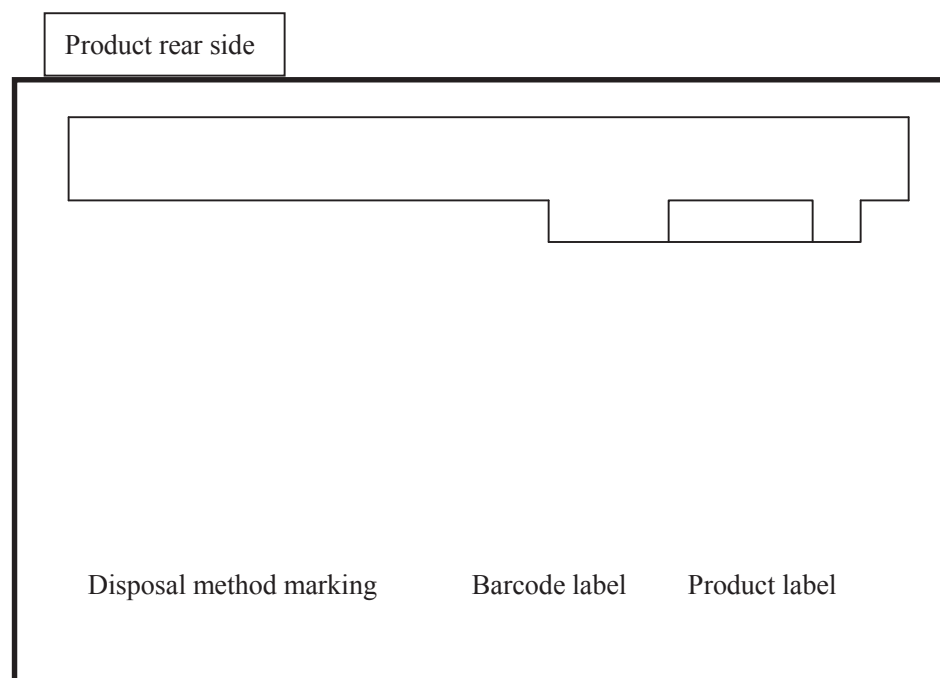 Product rear side
Disposal method marking
Barcode label
Product label